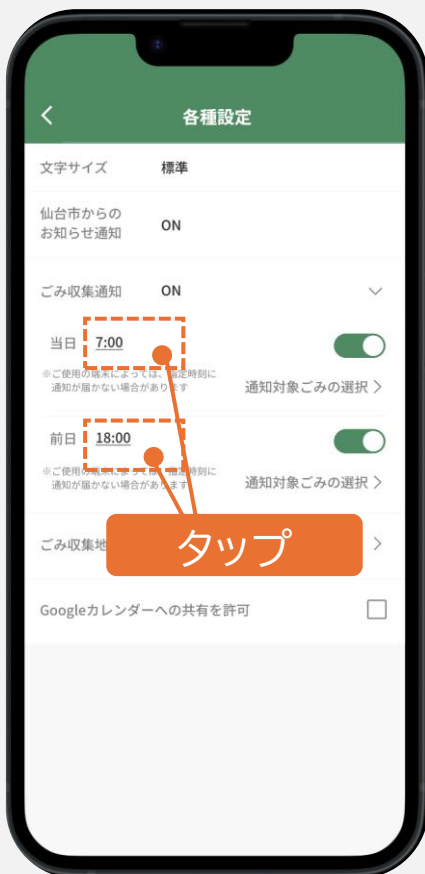 各種設定
文字サイズ 標準
仙台市からの
お知らせ通知 ON
ごみ収集通知 ON
当日 7:00
※ご使用の端末によっては、指定時刻に
通知が届かない場合があります
通知対象ごみの選択
前日 18:00
※ご使用の端末によっては、指定時刻に
通知が届かない場合があります
通知対象ごみの選択
ごみ収集地
タップ
Googleカレンダーへの共有を許可